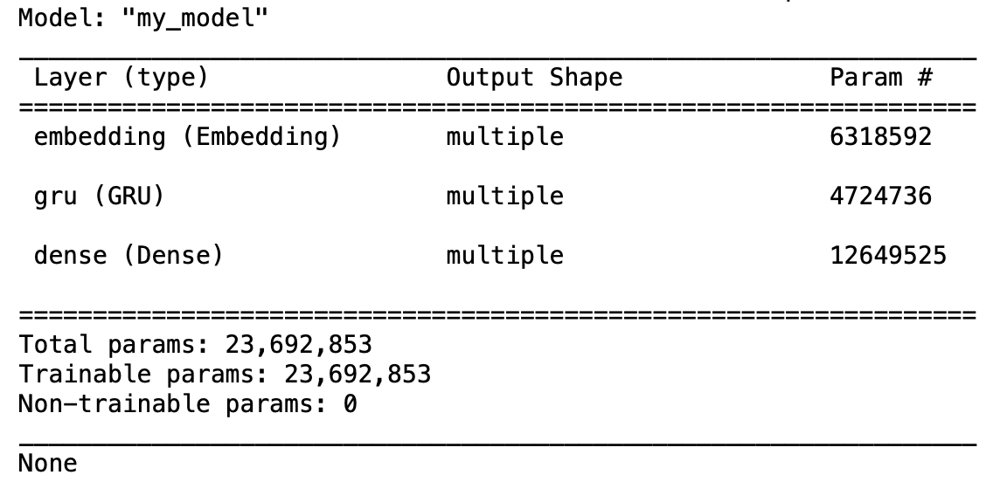 Model: "my_model"
_________________________________________________________________
Layer (type) Output Shape Param #
=================================================================
embedding (Embedding) multiple 6318592
gru (GRU) multiple 4724736
dense (Dense) multiple 12649525
=================================================================
Total params: 23,692,853
Trainable params: 23,692,853
Non-trainable params: 0
_________________________________________________________________
None